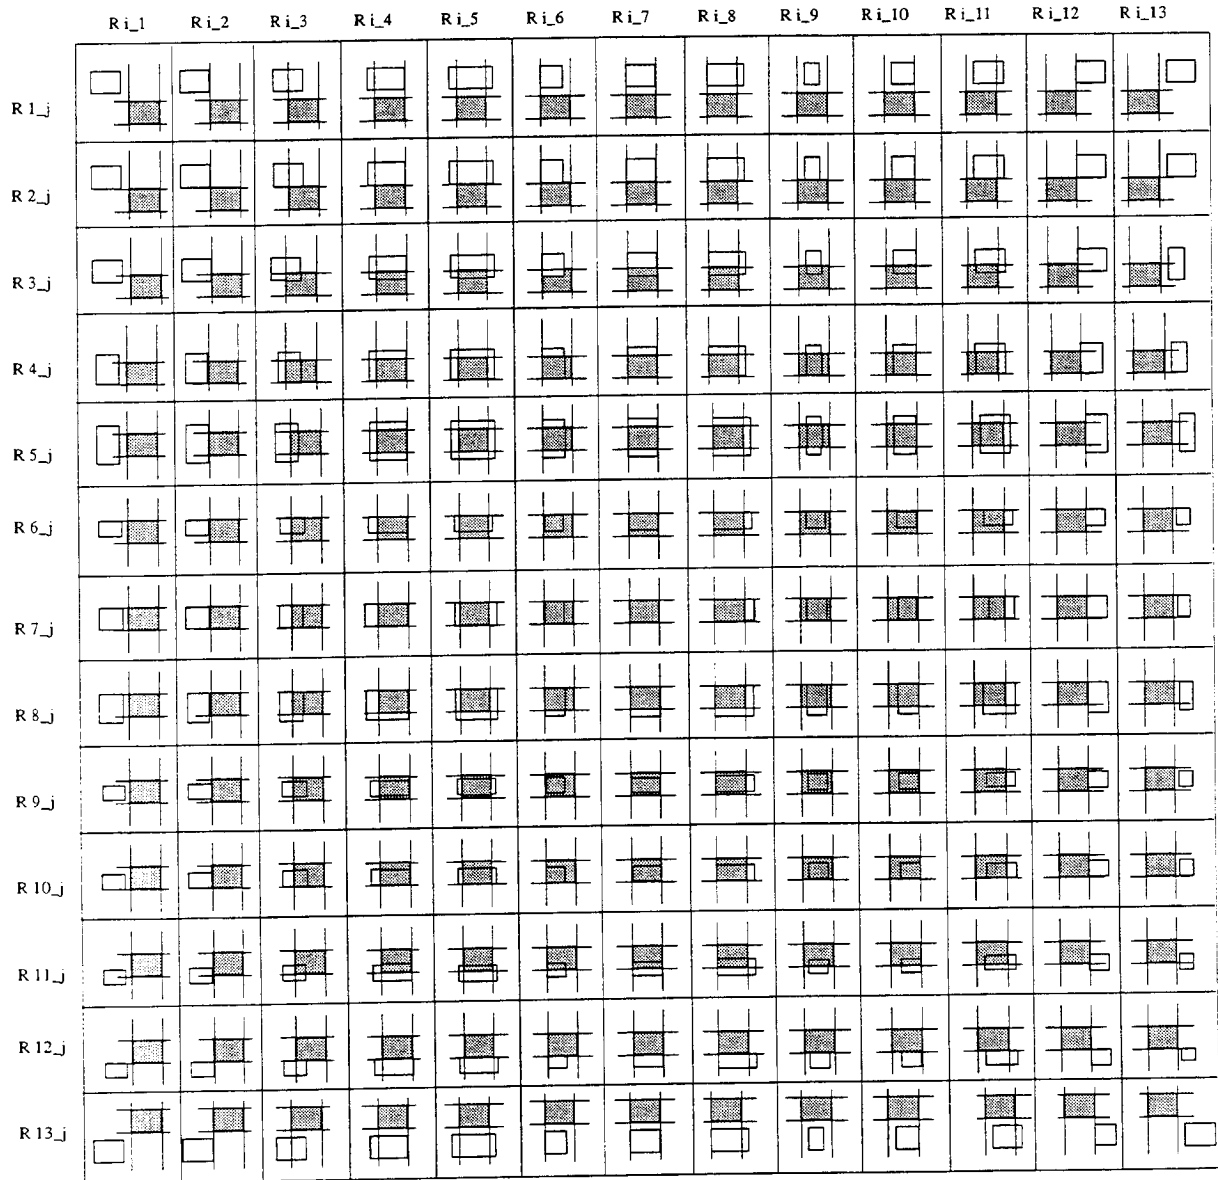 R i_1 R i_2 R i_3 R i_4 R i_5 R i_6 R i_7 R i_8 R i_9 R i_10 R i_11 R i_12 R i_13
R 1_j
R 2_j
R 3_j
R 4_j
R 5_j
R 6_j
R 7_j
R 8_j
R 9_j
R 10_j
R 11_j
R 12_j
R 13_j